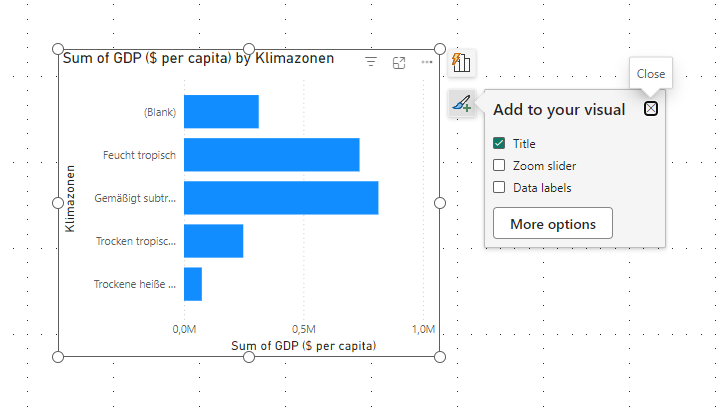 Sum of GDP ($ per capita) by Klimazonen
Klimazonen
(Blank)
Feucht tropisch
Gemäßigt subtr...
Trocken tropisc...
Trockene heiße ...
0,0M 0,5M 1,0M
Sum of GDP ($ per capita)
Close
Add to your visual
Title
Zoom slider
Data labels
More options